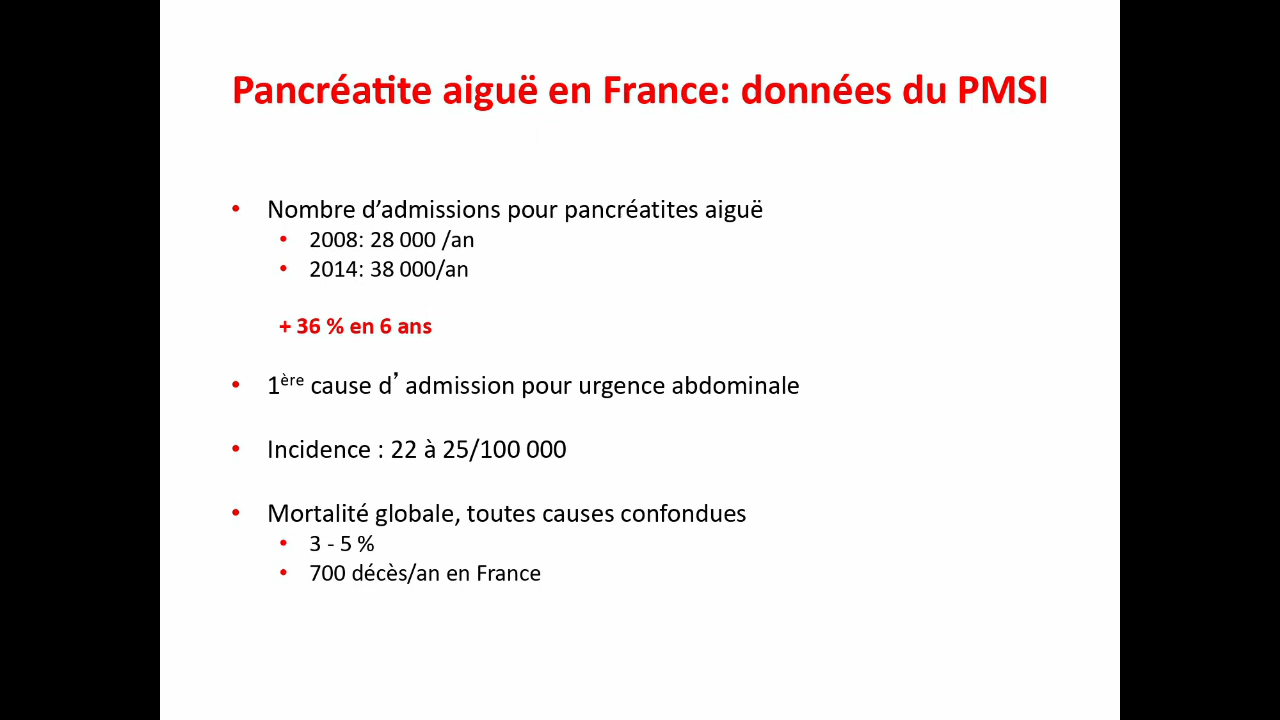 Pancréatite aiguë en France: données du PMSI
• Nombre d’admissions pour pancréatites aiguë
• 2008: 28 000 /an
• 2014: 38 000/an
+ 36 % en 6 ans
• 1ère cause d’ admission pour urgence abdominale
• Incidence : 22 à 25/100 000
• Mortalité globale, toutes causes confondues
• 3 - 5 %
• 700 décès/an en France